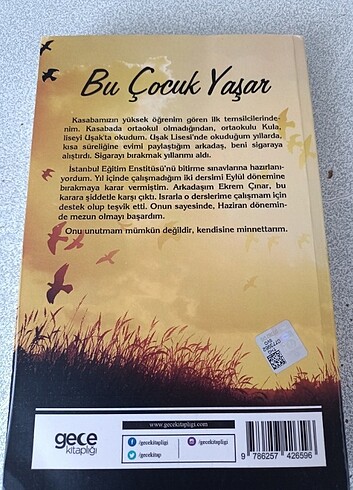 Bu Çocuk Yaşar
Kasabamızın yüksek öğrenim gören ilk temsilcilerinde-
nim. Kasabada ortaokul olmadığından, ortaokulu Kula,
liseyi Uşak'ta okudum. Uşak Lisesi'nde okuduğum yıllarda,
kısa süreliğine evimi paylaştığım arkadaş, beni sigaraya
alıştırdı. Sigarayı bırakmak yıllarımı aldı.
İstanbul Eğitim Enstitüsü'nü bitirme sınavlarına hazırlanı-
yordum. Yıl içinde çalışmadığım iki dersimi Eylül dönemine
bırakmaya karar vermiştim. Arkadaşım Ekrem Çınar, bu
karara şiddetle karşı çıktı. Israrla o derslerime çalışmam için
destek olup teşvik etti. Onun sayesinde, Haziran dönemin-
de mezun olmayı başardım.
Onu unutmam mümkün değildir, kendisine minnettarım.
gece
kitaplığı
www.gecekitapligi.com
/gecekitapligi
/gecekitapligi
/gecekitap
9 786257 426596